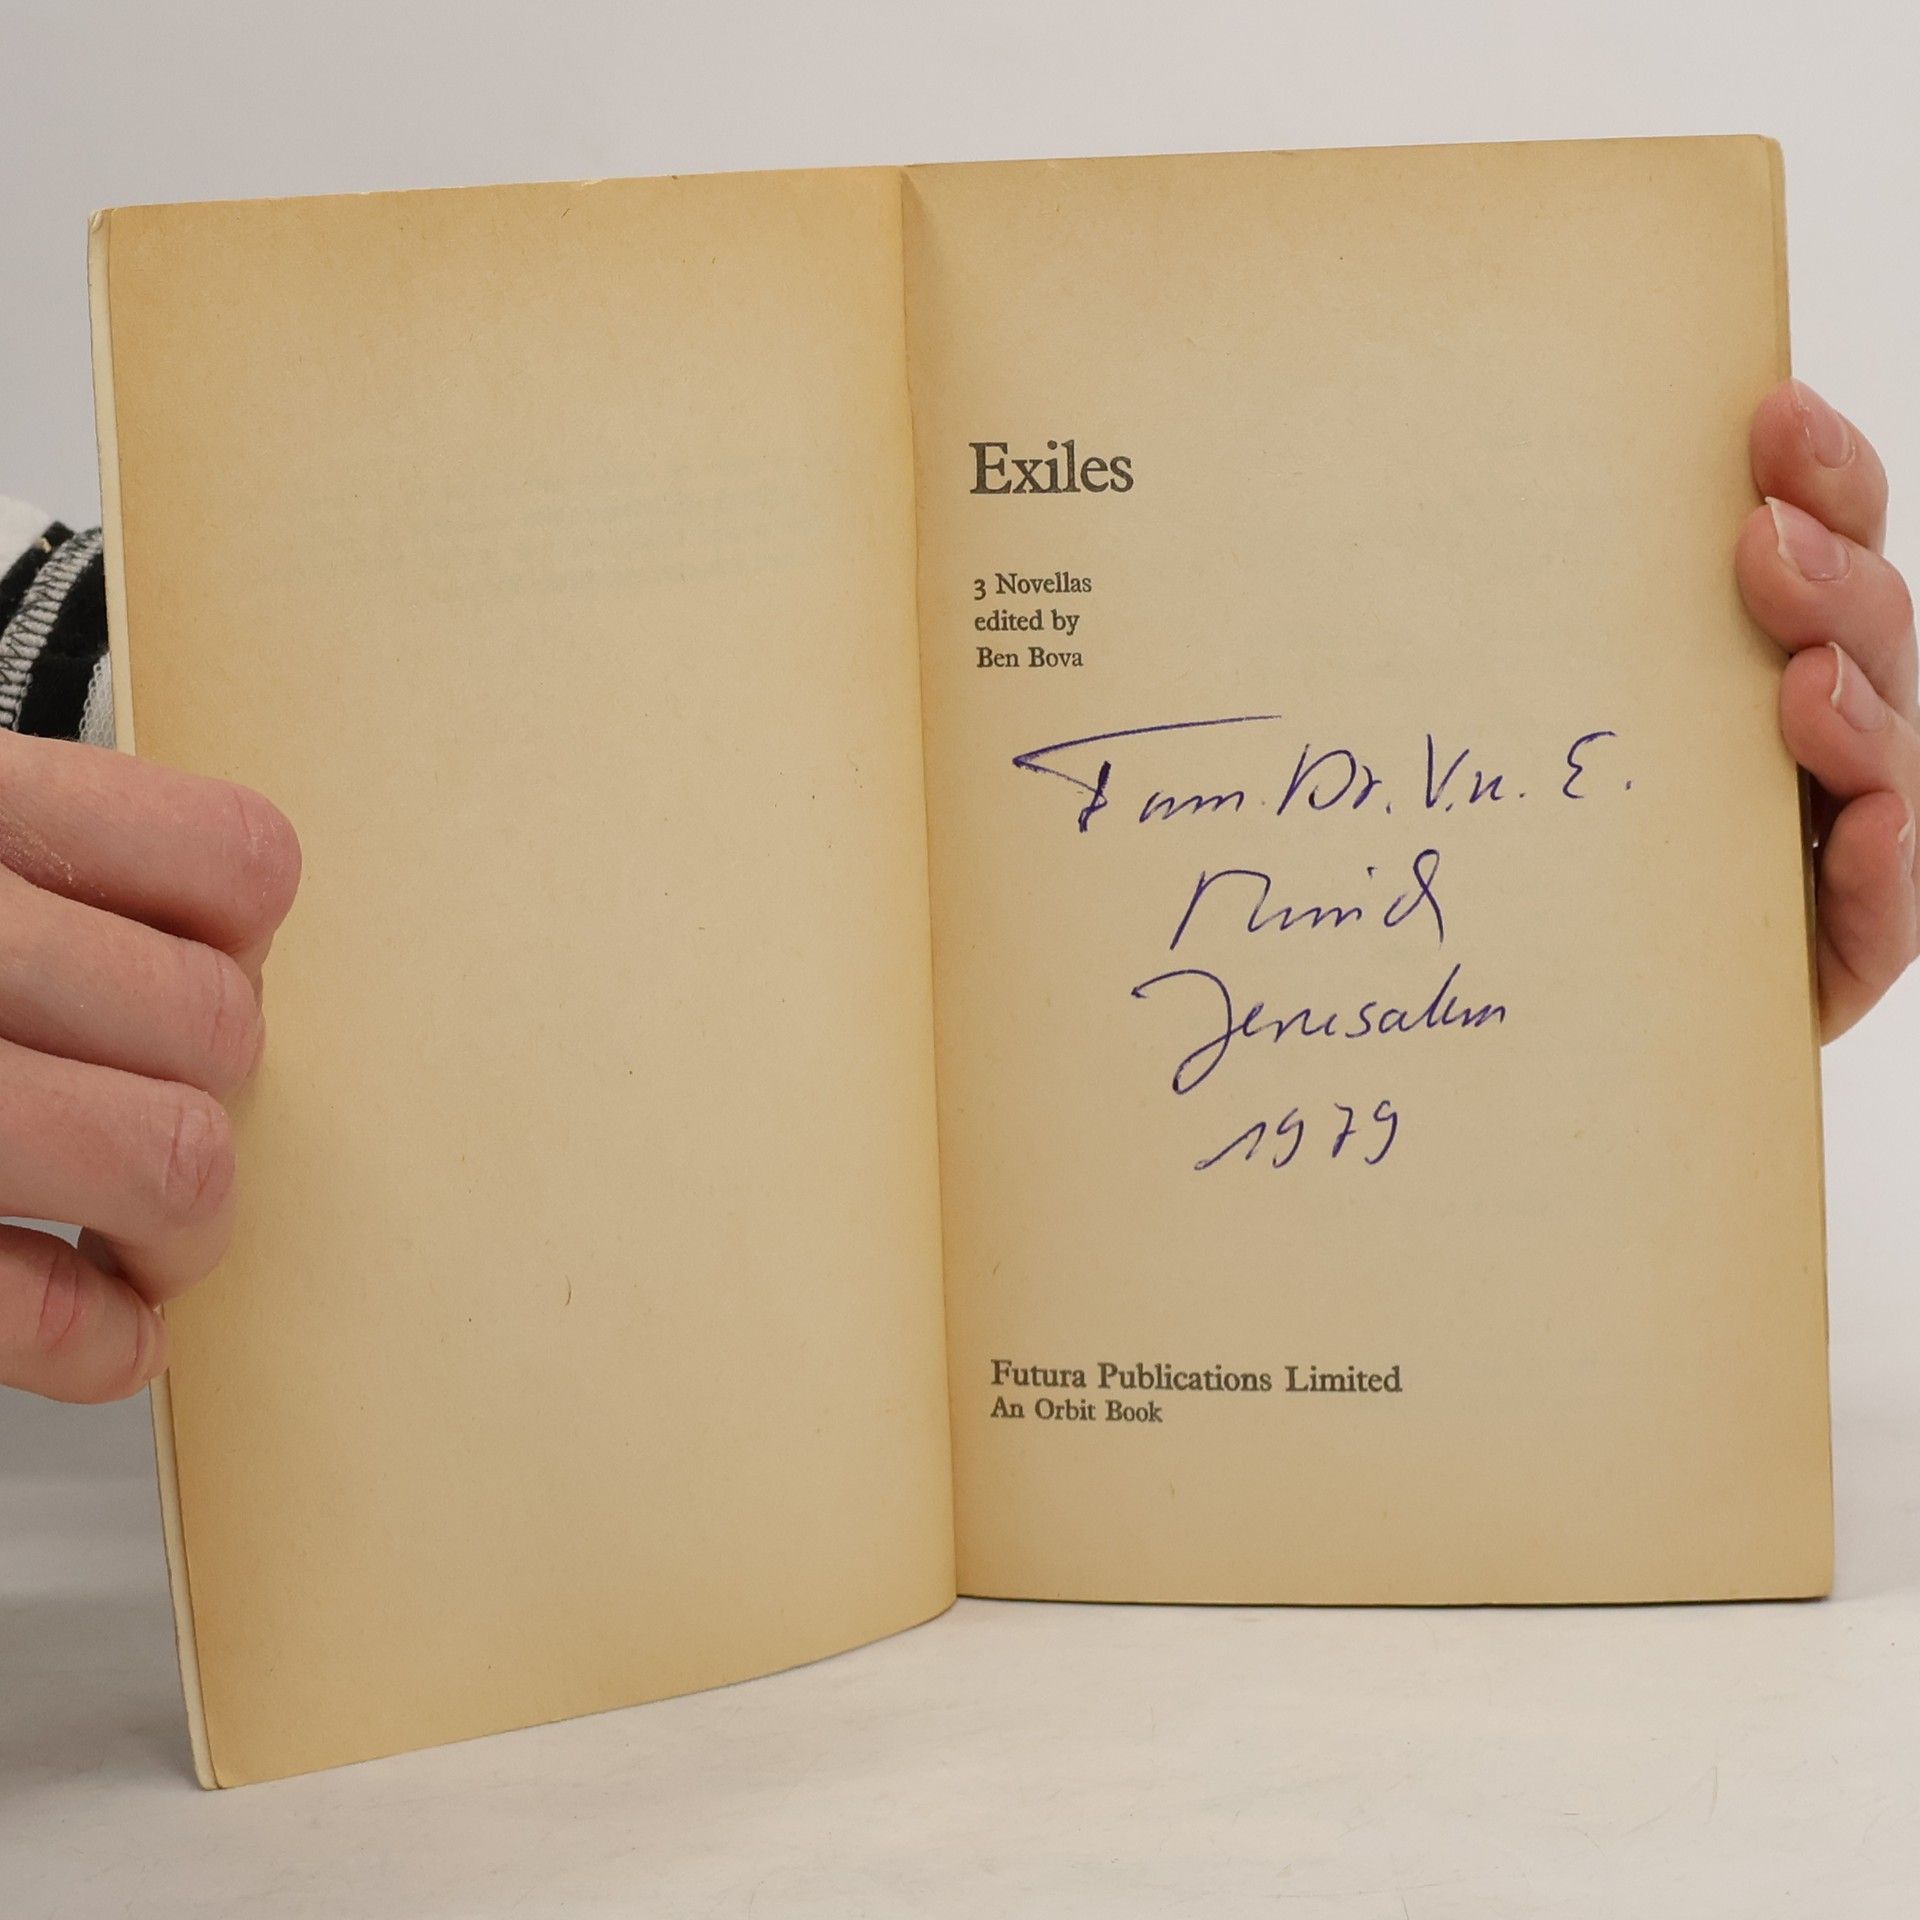 Exiles
3 Novellas
edited by
Ben Bova
Fam. Dr. V. u. E.
Jerusalem
1979
Futura Publications Limited
An Orbit Book